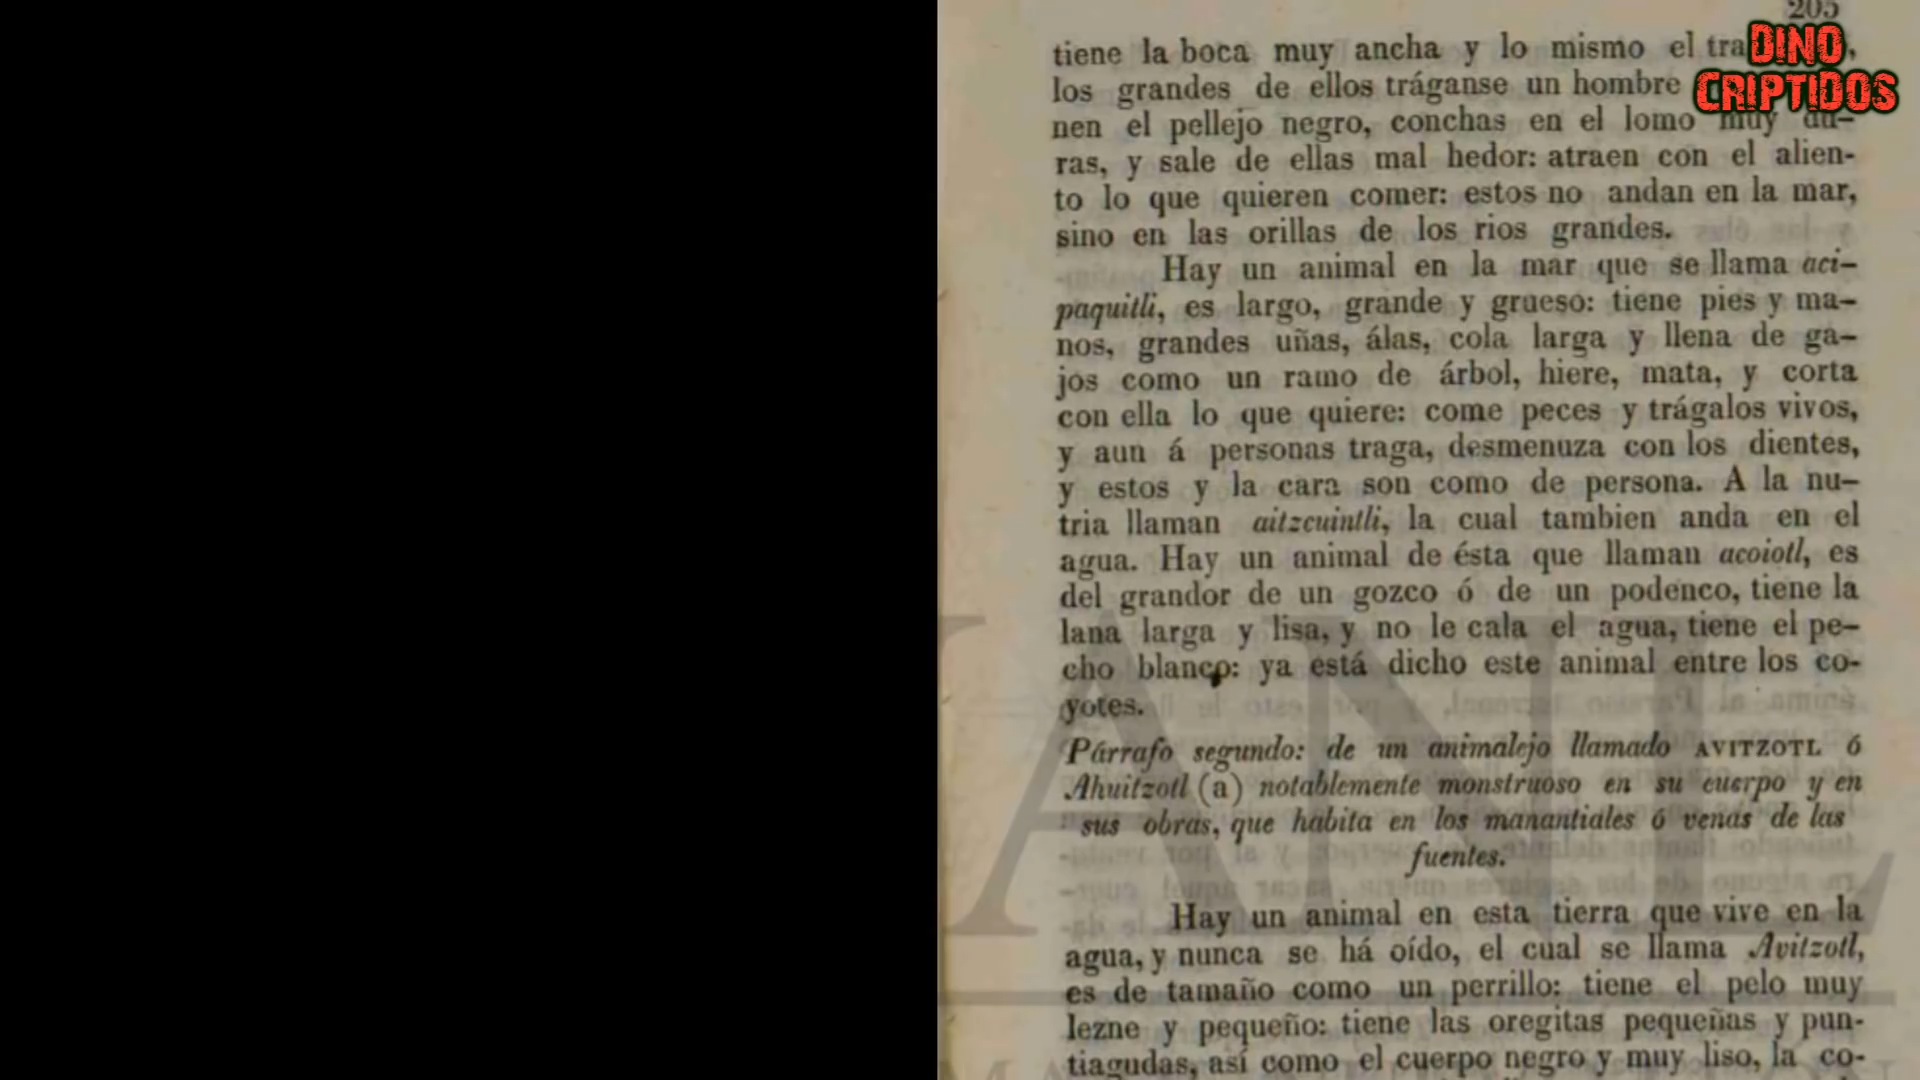 205
DINO
CRIPTIDOS
tiene la boca muy ancha y lo mismo el
los grandes de ellos tráganse un hombre
nen el pellejo negro, conchas en el lomo muy du-
ras, y sale de ellas mal hedor: atraen con el alien-
to lo que quieren comer: estos no andan en la mar,
sino en las orillas de los rios grandes.
Hay un animal en la mar que se llama aci-
paquitli, es largo, grande y grueso: tiene pies y ma-
nos, grandes uñas, álas, cola larga y llena de ga-
jos como un ramo de árbol, hiere, mata, y corta
con ella lo que quiere: come peces y trágalos vivos,
y aun á personas traga, desmenuza con los dientes,
y estos y la cara son como de persona. A la nu-
tria llaman aitzcuintli, la cual tambien anda en el
agua. Hay un animal de ésta que llaman acoiotl, es
del grandor de un gozco ó de un podenco, tiene la
lana larga y lisa, y no le cala el agua, tiene el pe-
cho blanco: ya está dicho este animal entre los co-
yotes.
Párrafo segundo: de un animalejo llamado AVITZOTL ó
Ahuitzotl (a) notablemente monstruoso en su cuerpo y en
sus obras, que habita en los manantiales ó venas de las
fuentes.
Hay un animal en esta tierra que vive en la
agua, y nunca se há oído, el cual se llama Avitzotl,
es de tamaño como un perrillo: tiene el pelo muy
lezne y pequeño: tiene las oregitas pequeñas y pun-
tiagudas, así como el cuerpo negro y muy liso, la co-